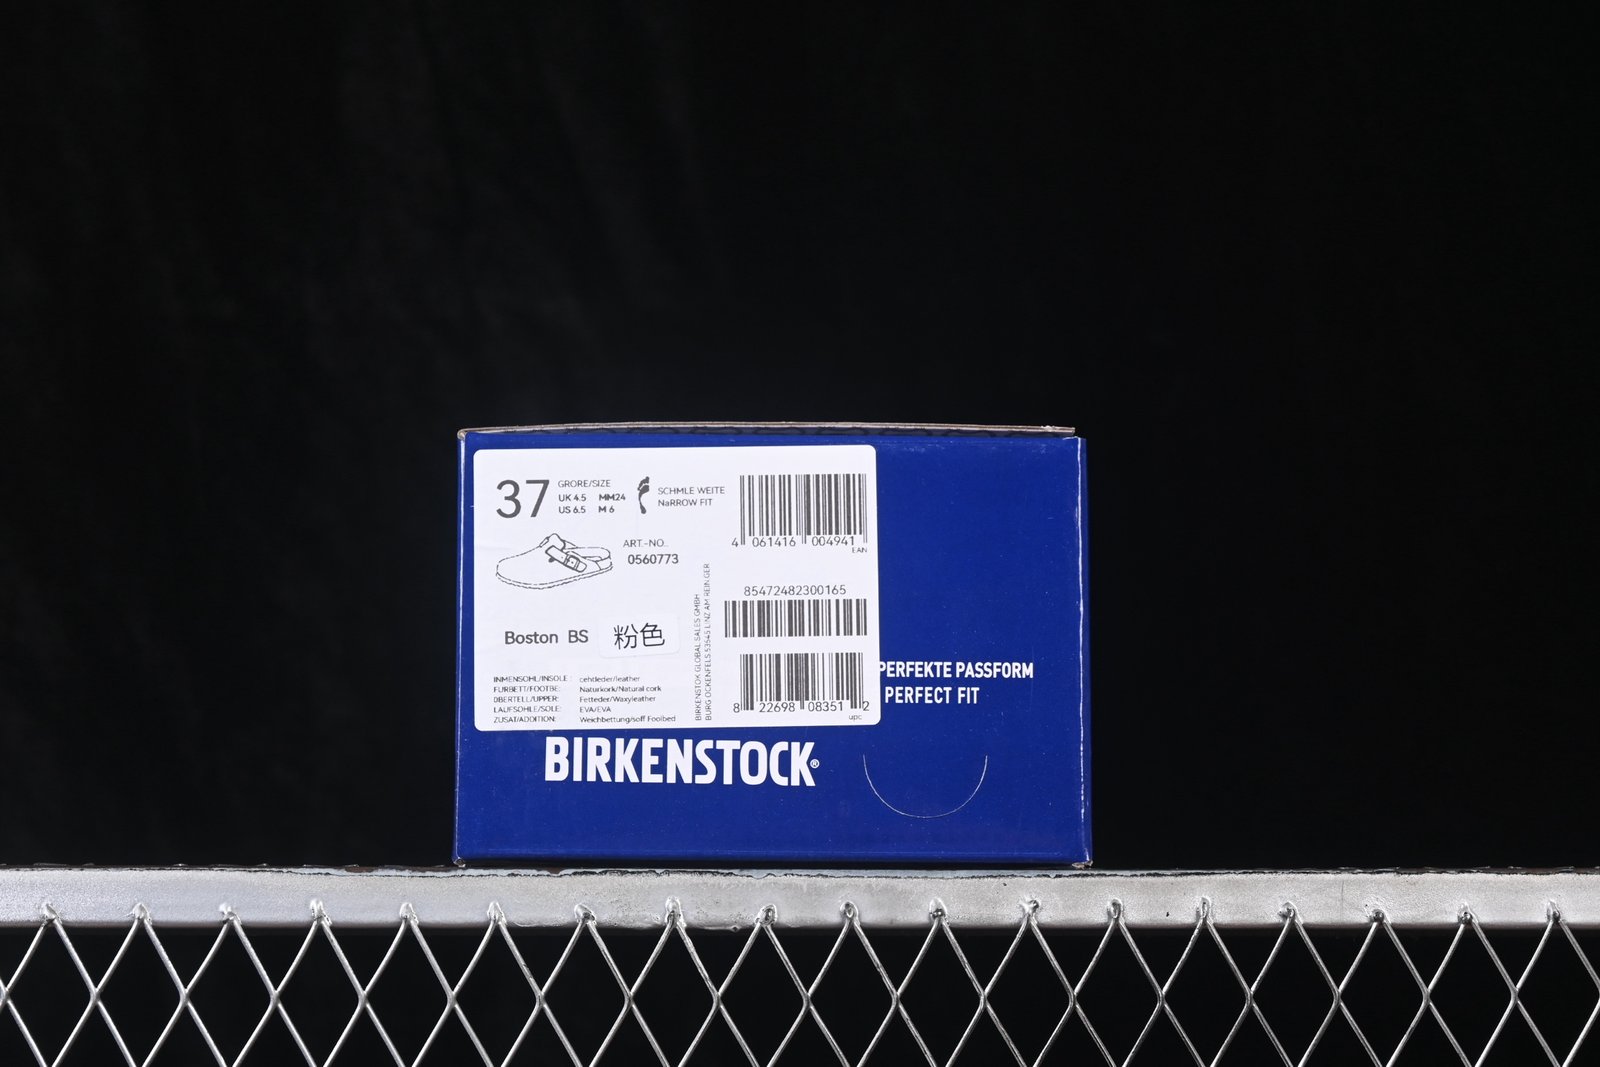 37
GRORE/SIZE
UK 4.5 MM24
US 6.5 M 6
SCHMLE WEITE
NaRROW FIT
4 061416 004941
EAN
ART.-NO..
0560773
85472482300165
Boston BS
粉色
INMENSOHL/INSOLE: cehtleder/leather
FURBETT/FOOTBE: Naturkork/Natural cork
OBERTELL/UPPER: Fetteder/Waxyleather
LAUFSOHLE/SOLE: EVA/EVA
ZUSAT/ADDITION: Weichbettung/soff Foolbed
BIRKENSTOK GLOBAL SALES GMBH
BURG OCKENFELS 53545 LINZ AM REIN GER
8 22698 08351 2
upc
PERFEKTE PASSFORM
PERFECT FIT
BIRKENSTOCK®